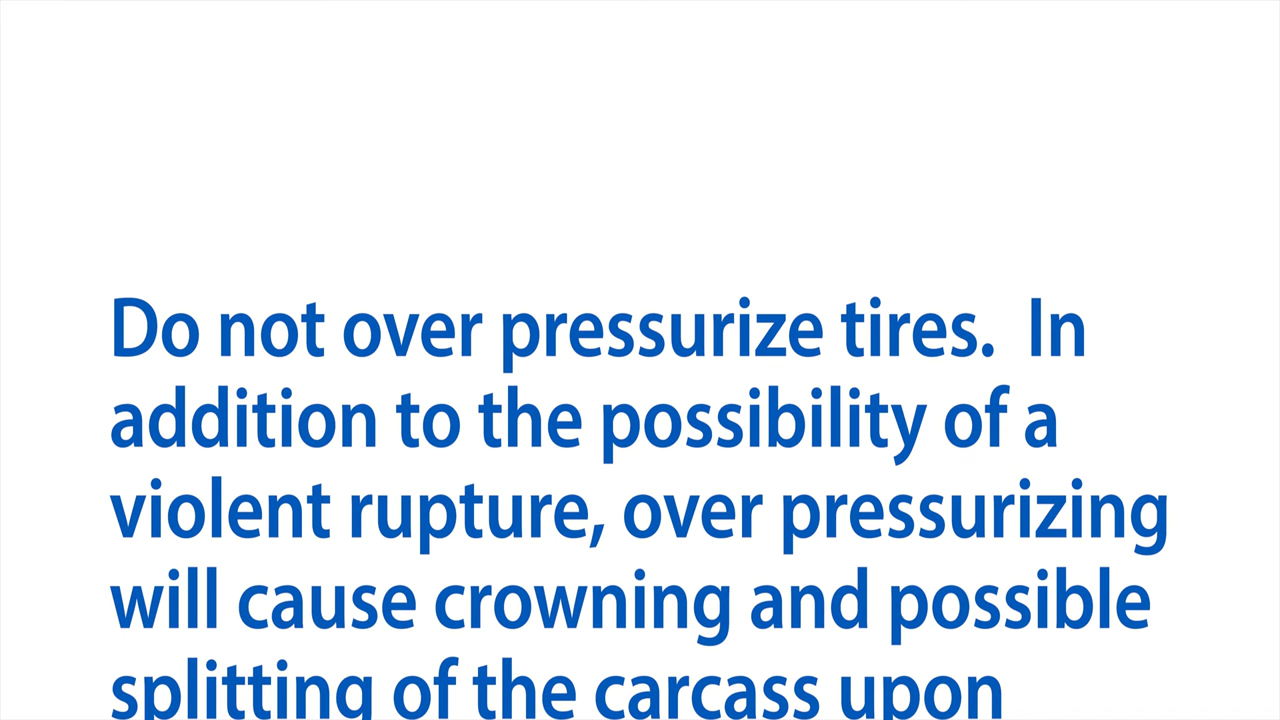 Do not over pressurize tires.  In
addition to the possibility of a
violent rupture, over pressurizing
will cause crowning and possible
splitting of the carcass upon